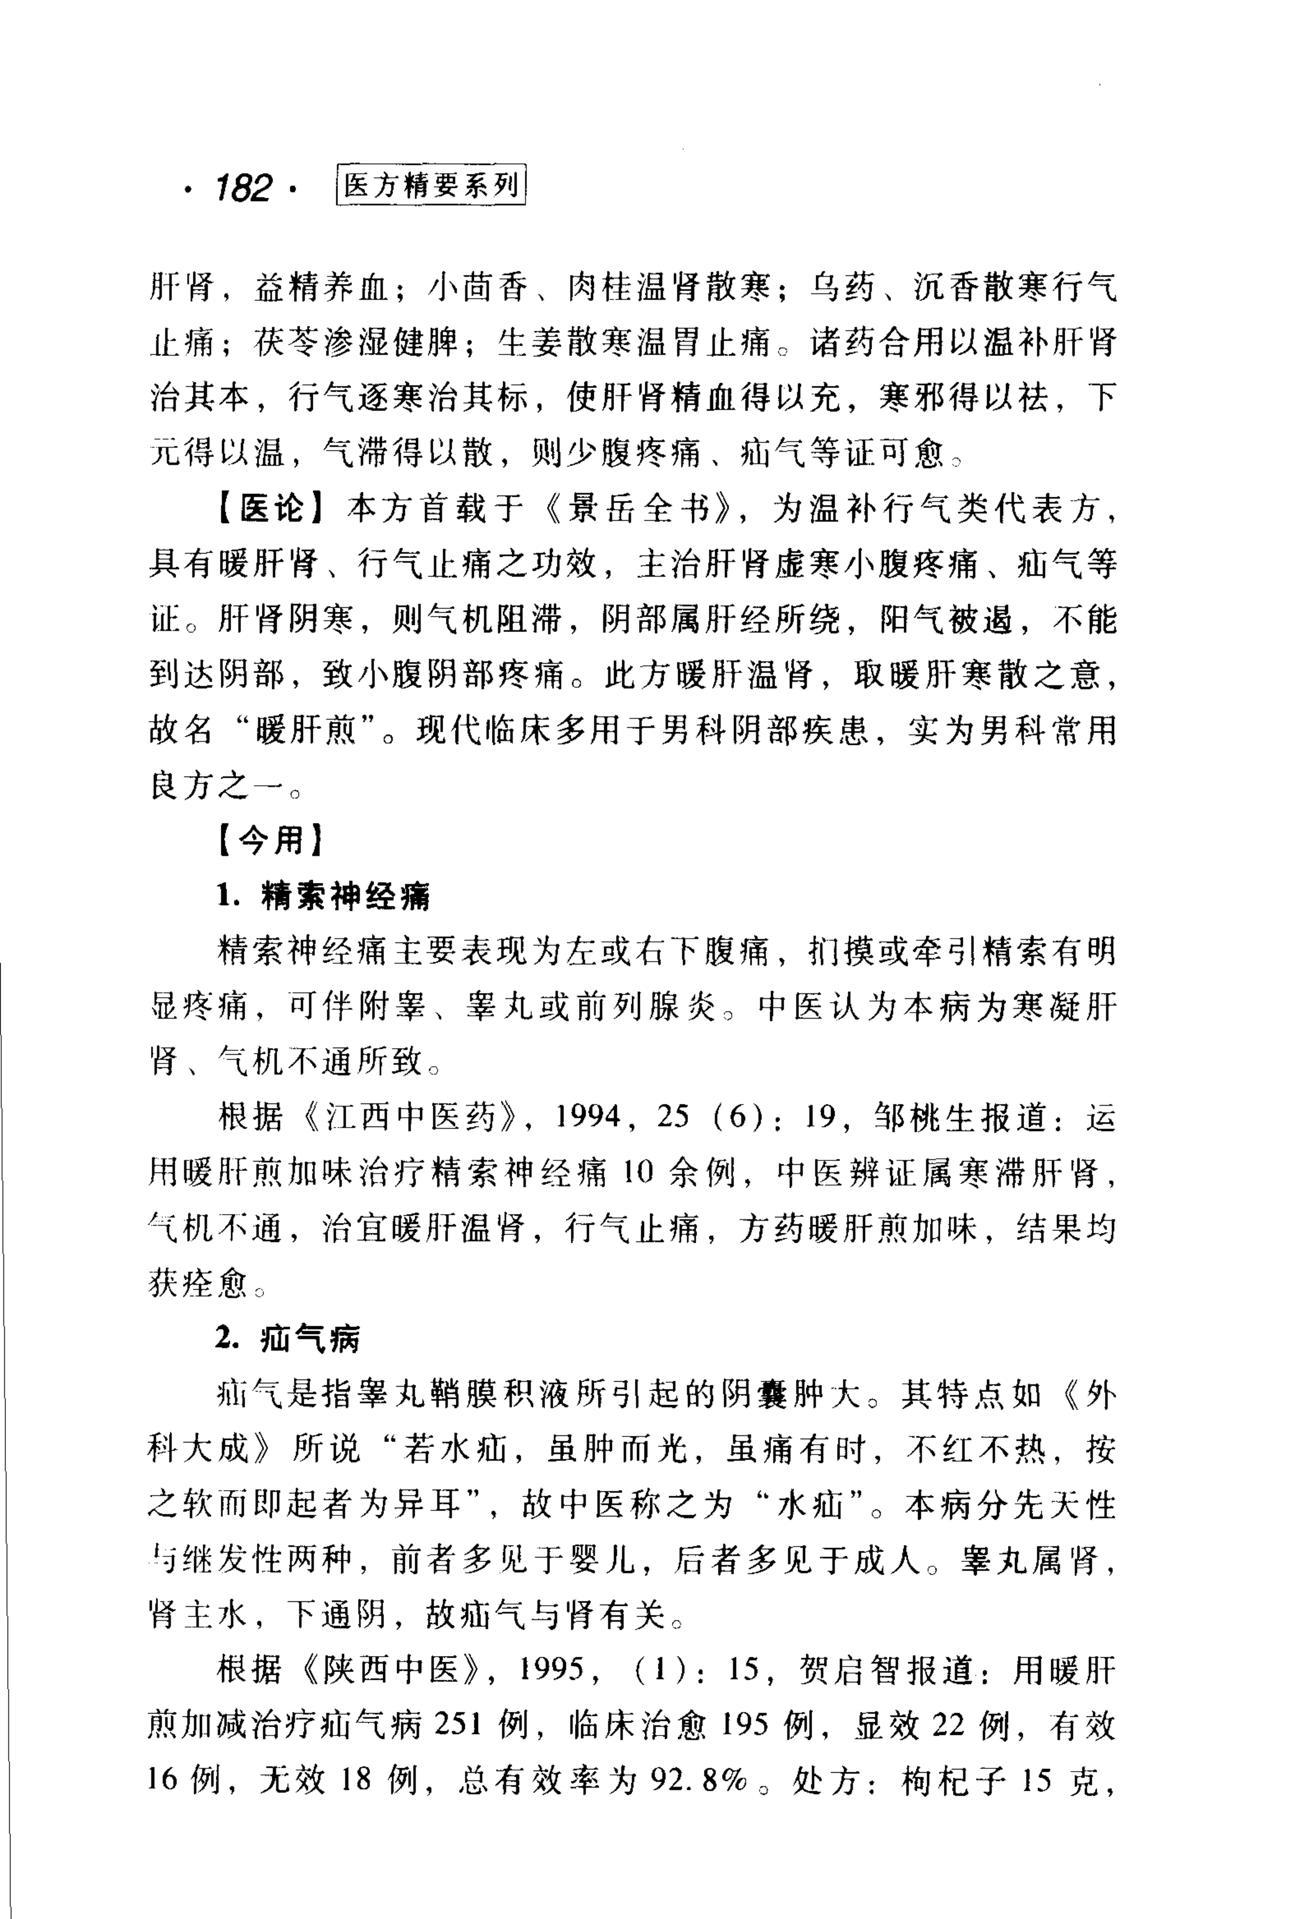 ·182· 医方精要系列
肝肾，益精养血；小茴香、肉桂温肾散寒；乌药、沉香散寒行气
止痛；茯苓渗湿健脾；生姜散寒温胃止痛。诸药合用以温补肝肾
治其本，行气逐寒治其标，使肝肾精血得以充，寒邪得以祛，下
元得以温，气滞得以散，则少腹疼痛、疝气等证可愈。
【医论】本方首载于《景岳全书》，为温补行气类代表方，
具有暖肝肾、行气止痛之功效，主治肝肾虚寒小腹疼痛、疝气等
证。肝肾阴寒，则气机阻滞，阴部属肝经所绕，阳气被遏，不能
到达阴部，致小腹阴部疼痛。此方暖肝温肾，取暖肝寒散之意，
故名“暖肝煎”。现代临床多用于男科阴部疾患，实为男科常用
良方之一。
【今用】
1. 精索神经痛
精索神经痛主要表现为左或右下腹痛，扪摸或牵引精索有明
显疼痛，可伴附睾、睾丸或前列腺炎。中医认为本病为寒凝肝
肾、气机不通所致。
根据《江西中医药》，1994，25（6）：19，邹桃生报道：运
用暖肝煎加味治疗精索神经痛 10 余例，中医辨证属寒滞肝肾，
气机不通，治宜暖肝温肾，行气止痛，方药暖肝煎加味，结果均
获痊愈。
2. 疝气病
疝气是指睾丸鞘膜积液所引起的阴囊肿大。其特点如《外
科大成》所说“若水疝，虽肿而光，虽痛有时，不红不热，按
之软而即起者为异耳”，故中医称之为“水疝”。本病分先天性
与继发性两种，前者多见于婴儿，后者多见于成人。睾丸属肾，
肾主水，下通阴，故疝气与肾有关。
根据《陕西中医》，1995，（1）：15，贺启智报道：用暖肝
煎加减治疗疝气病 251 例，临床治愈 195 例，显效 22 例，有效
16 例，无效 18 例，总有效率为 92.8%。处方：枸杞子 15 克，